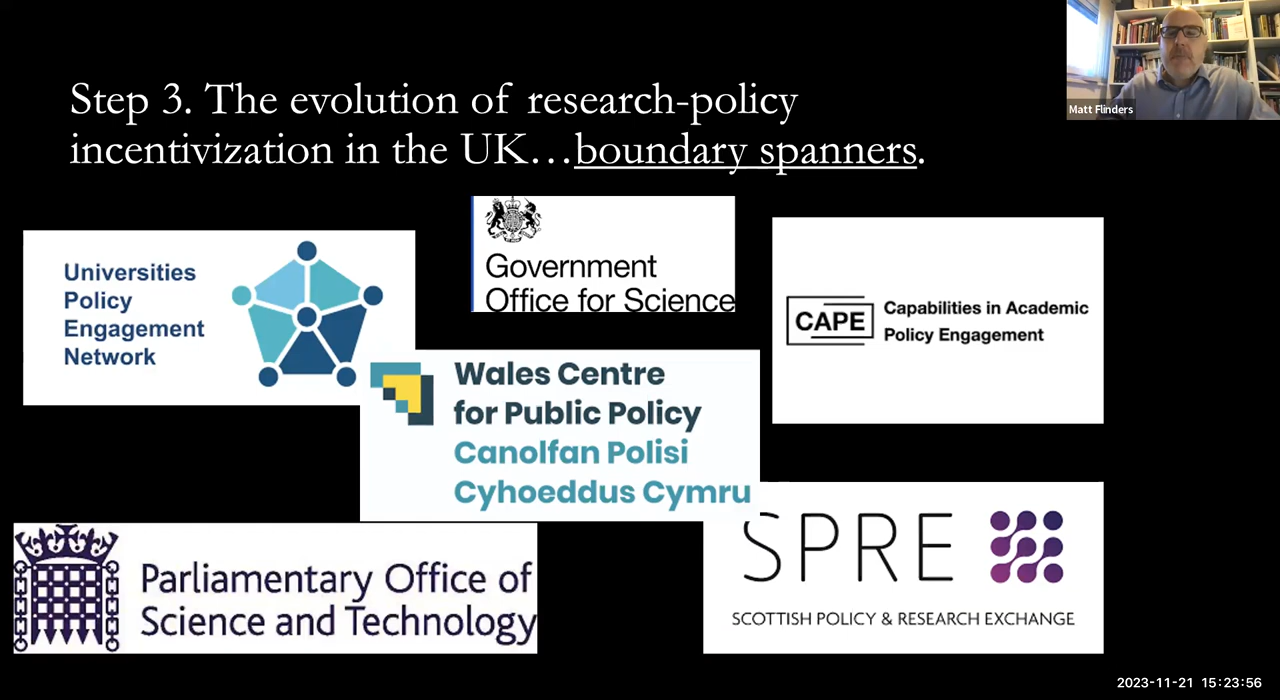 Step 3. The evolution of research-policy
incentivization in the UK…boundary spanners.
Matt Flinders
Universities
Policy
Engagement
Network
Government
Office for Science
CAPE
Capabilities in Academic
Policy Engagement
Wales Centre
for Public Policy
Canolfan Polisi
Cyhoeddus Cymru
Parliamentary Office of
Science and Technology
SPRE
SCOTTISH POLICY & RESEARCH EXCHANGE
2023-11-21 15:23:56